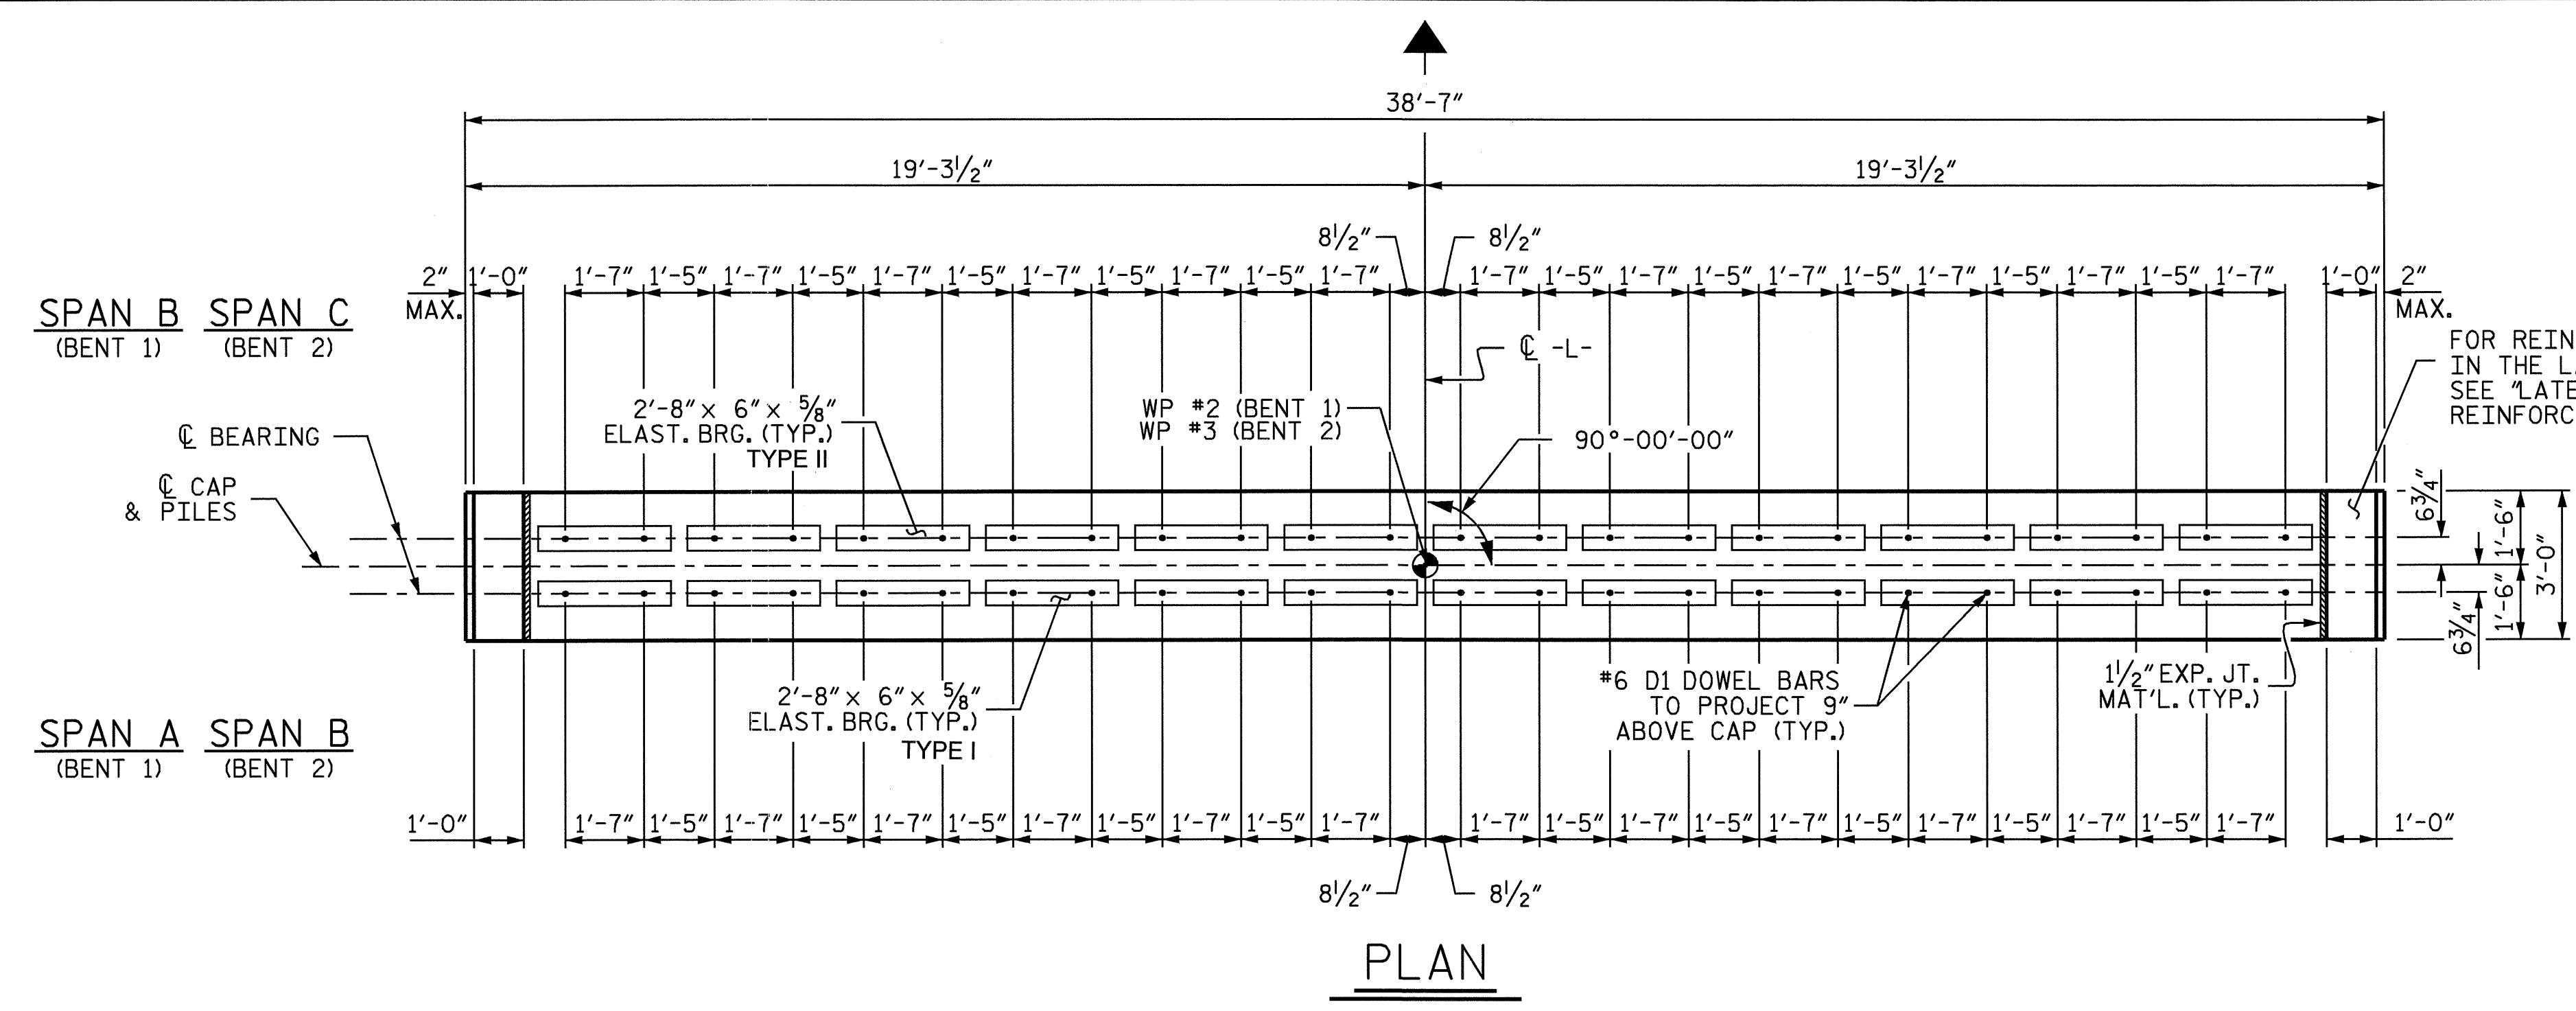 38'-7"
19'-3½" 19'-3½"
8½" 8½"
2" 1'-0" 1'-7" 1'-5" 1'-7" 1'-5" 1'-7" 1'-5" 1'-7" 1'-5" 1'-7" 1'-5" 1'-7" 1'-7" 1'-5" 1'-7" 1'-5" 1'-7" 1'-5" 1'-7" 1'-5" 1'-7" 1'-5" 1'-7" 1'-0" 2"
MAX. MAX.
SPAN B SPAN C
(BENT 1) (BENT 2)
℄ -L-
FOR REIN
IN THE L
SEE "LATE
REINFORC
2'-8" x 6" x ⅝"
ELAST. BRG. (TYP.)
TYPE II
WP #2 (BENT 1)
WP #3 (BENT 2)
90°-00'-00"
℄ BEARING
℄ CAP
& PILES
6¾"
1'-6"
3'-0"
1'-6"
6¾"
2'-8" x 6" x ⅝"
ELAST. BRG. (TYP.)
TYPE I
#6 D1 DOWEL BARS
TO PROJECT 9"
ABOVE CAP (TYP.)
1½" EXP. JT.
MAT'L. (TYP.)
SPAN A SPAN B
(BENT 1) (BENT 2)
1'-0" 1'-7" 1'-5" 1'-7" 1'-5" 1'-7" 1'-5" 1'-7" 1'-5" 1'-7" 1'-5" 1'-7" 1'-7" 1'-5" 1'-7" 1'-5" 1'-7" 1'-5" 1'-7" 1'-5" 1'-7" 1'-5" 1'-7" 1'-0"
8½" 8½"
PLAN